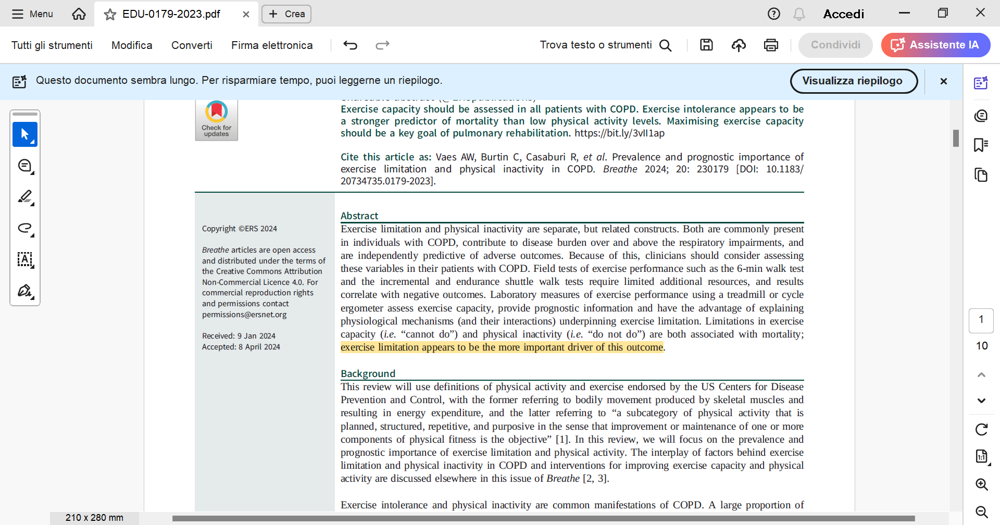 Menu
EDU-0179-2023.pdf
Crea
Accedi
Tutti gli strumenti
Modifica
Converti
Firma elettronica
Trova testo o strumenti
Condividi
Assistente IA
Questo documento sembra lungo. Per risparmiare tempo, puoi leggerne un riepilogo.
Visualizza riepilogo
Check for
updates
Exercise capacity should be assessed in all patients with COPD. Exercise intolerance appears to be
a stronger predictor of mortality than low physical activity levels. Maximising exercise capacity
should be a key goal of pulmonary rehabilitation. https://bit.ly/3vII1ap
Cite this article as: Vaes AW, Burtin C, Casaburi R, et al. Prevalence and prognostic importance of
exercise limitation and physical inactivity in COPD. Breathe 2024; 20: 230179 [DOI: 10.1183/
20734735.0179-2023].
Copyright ©ERS 2024
Breathe articles are open access
and distributed under the terms of
the Creative Commons Attribution
Non-Commercial Licence 4.0. For
commercial reproduction rights
and permissions contact
permissions@ersnet.org
Received: 9 Jan 2024
Accepted: 8 April 2024
Abstract
Exercise limitation and physical inactivity are separate, but related constructs. Both are commonly present
in individuals with COPD, contribute to disease burden over and above the respiratory impairments, and
are independently predictive of adverse outcomes. Because of this, clinicians should consider assessing
these variables in their patients with COPD. Field tests of exercise performance such as the 6-min walk test
and the incremental and endurance shuttle walk tests require limited additional resources, and results
correlate with negative outcomes. Laboratory measures of exercise performance using a treadmill or cycle
ergometer assess exercise capacity, provide prognostic information and have the advantage of explaining
physiological mechanisms (and their interactions) underpinning exercise limitation. Limitations in exercise
capacity (i.e. “cannot do”) and physical inactivity (i.e. “do not do”) are both associated with mortality;
exercise limitation appears to be the more important driver of this outcome.
Background
This review will use definitions of physical activity and exercise endorsed by the US Centers for Disease
Prevention and Control, with the former referring to bodily movement produced by skeletal muscles and
resulting in energy expenditure, and the latter referring to “a subcategory of physical activity that is
planned, structured, repetitive, and purposive in the sense that improvement or maintenance of one or more
components of physical fitness is the objective” [1]. In this review, we will focus on the prevalence and
prognostic importance of exercise limitation and physical activity. The interplay of factors behind exercise
limitation and physical inactivity in COPD and interventions for improving exercise capacity and physical
activity are discussed elsewhere in this issue of Breathe [2, 3].
Exercise intolerance and physical inactivity are common manifestations of COPD. A large proportion of
1
10
1:1
210 x 280 mm